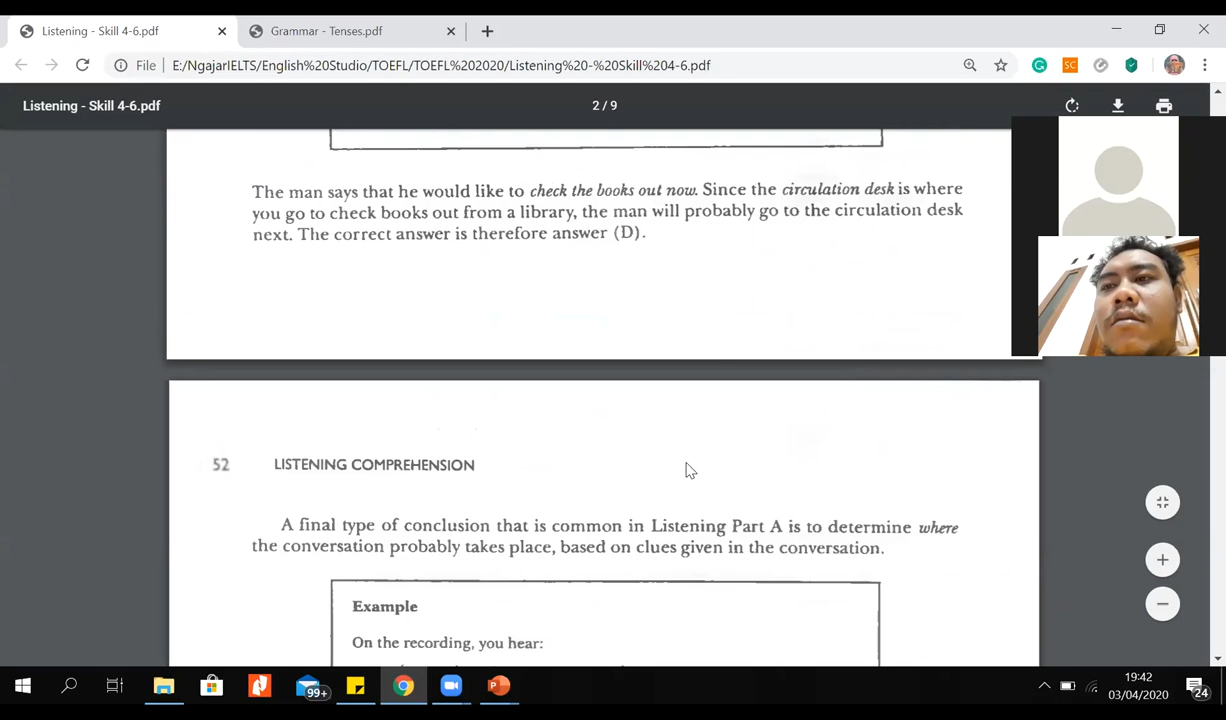 Listening - Skill 4-6.pdf
Grammar - Tenses.pdf
File
E:/NgajarIELTS/English%20Studio/TOEFL/TOEFL%202020/Listening%20-%20Skill%204-6.pdf
SC
Listening - Skill 4-6.pdf
2 / 9
The man says that he would like to check the books out now. Since the circulation desk is where
you go to check books out from a library, the man will probably go to the circulation desk
next. The correct answer is therefore answer (D).
52 LISTENING COMPREHENSION
A final type of conclusion that is common in Listening Part A is to determine where
the conversation probably takes place, based on clues given in the conversation.
Example
On the recording, you hear:
99+
19:42
03/04/2020
24